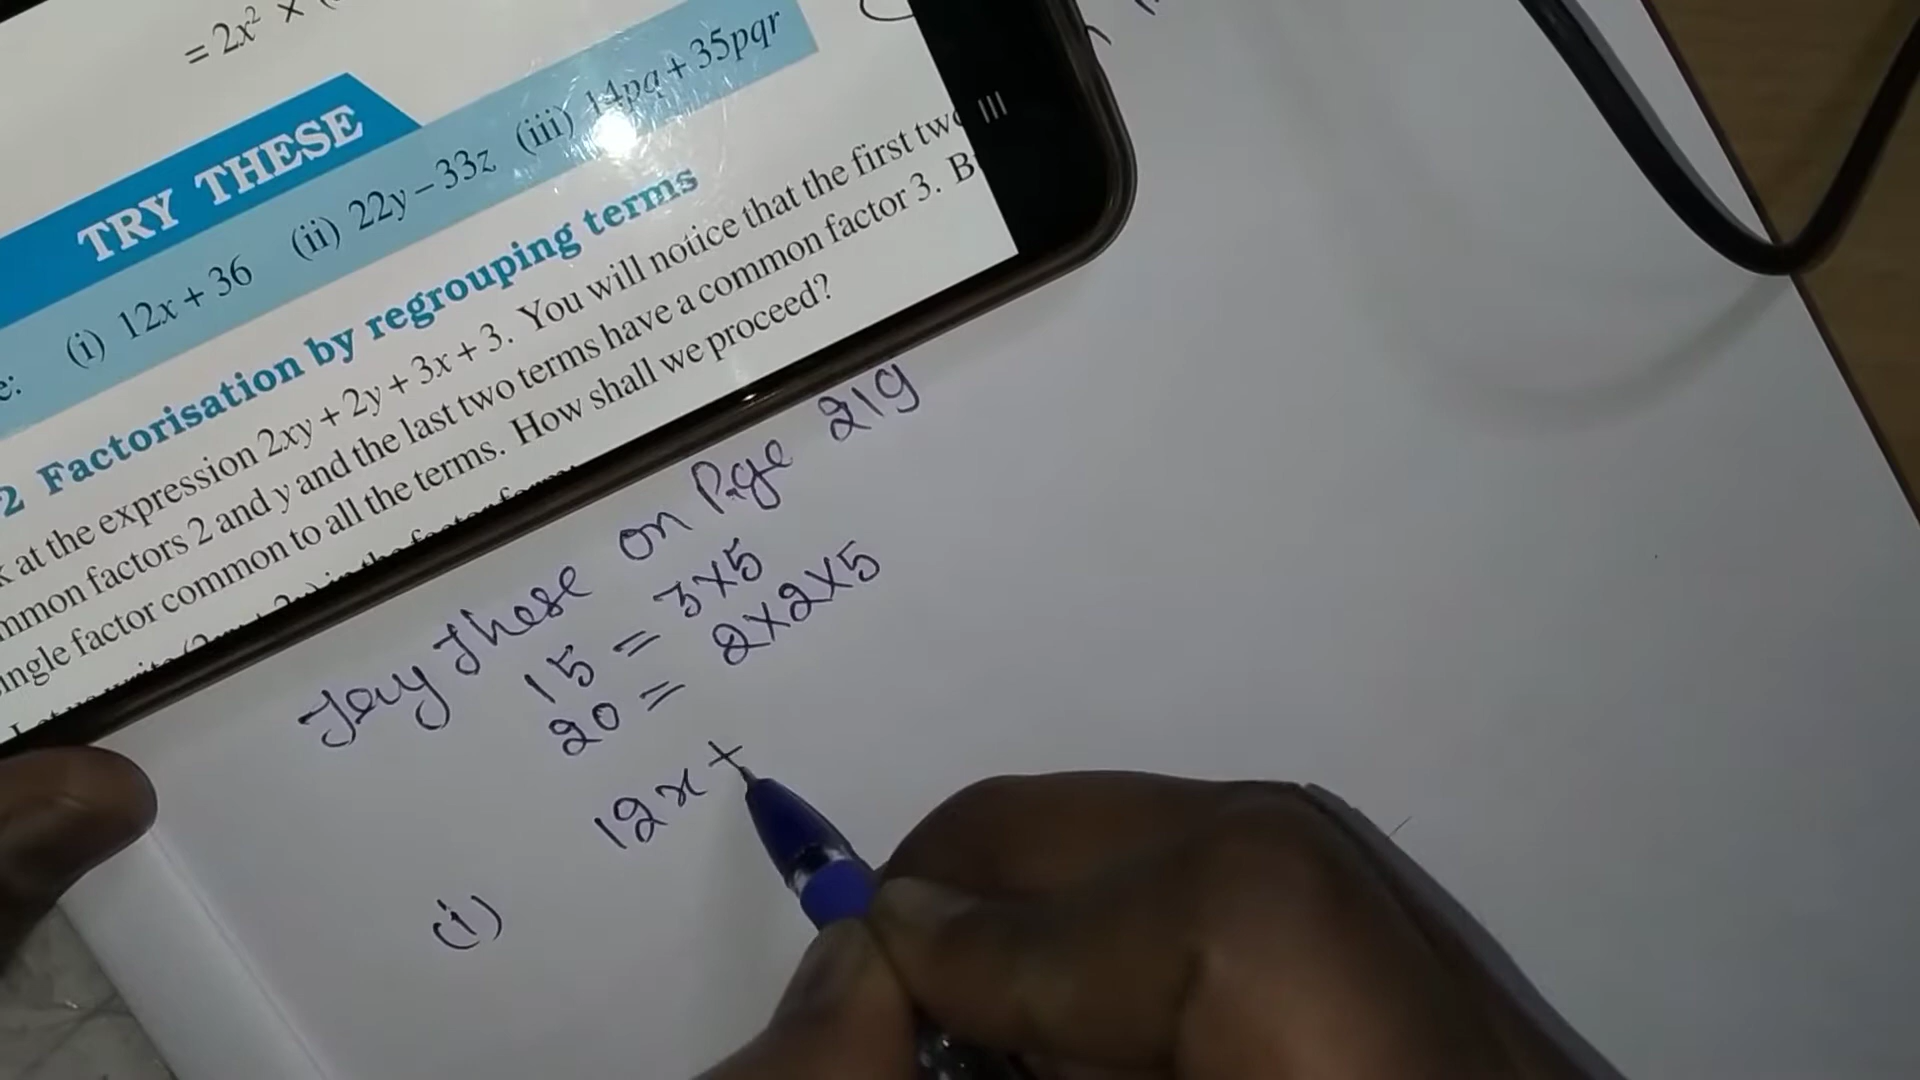 = 2x² × (
TRY THESE
e: (i) 12x + 36 (ii) 22y – 33z (iii) 14pq + 35pqr
2 Factorisation by regrouping terms
k at the expression 2xy + 2y + 3x + 3. You will notice that the first two
mmon factors 2 and y and the last two terms have a common factor 3. B
ingle factor common to all the terms. How shall we proceed?
Try These on Page 219
15 = 3×5
20 = 2×2×5
(i) 12x +